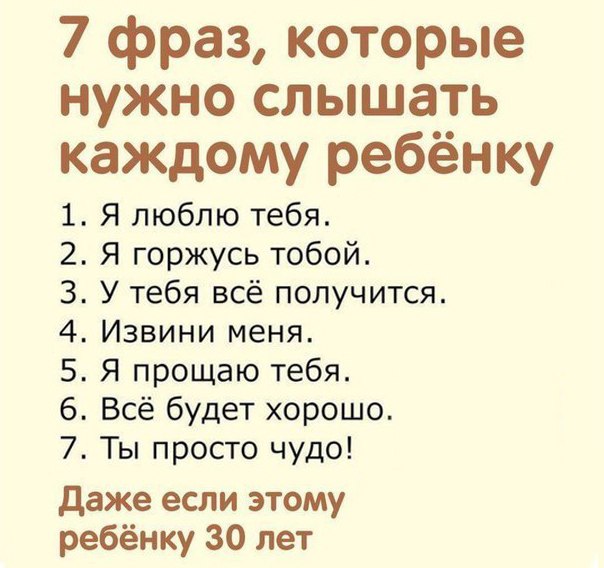 7 фраз, которые
нужно слышать
каждому ребёнку
1. Я люблю тебя.
2. Я горжусь тобой.
3. У тебя всё получится.
4. Извини меня.
5. Я прощаю тебя.
6. Всё будет хорошо.
7. Ты просто чудо!
Даже если этому
ребёнку 30 лет